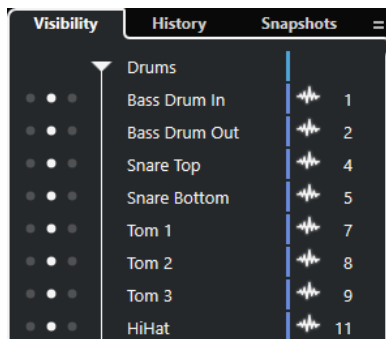 Visibility History Snapshots
Drums
Bass Drum In 1
Bass Drum Out 2
Snare Top 4
Snare Bottom 5
Tom 1 7
Tom 2 8
Tom 3 9
HiHat 11